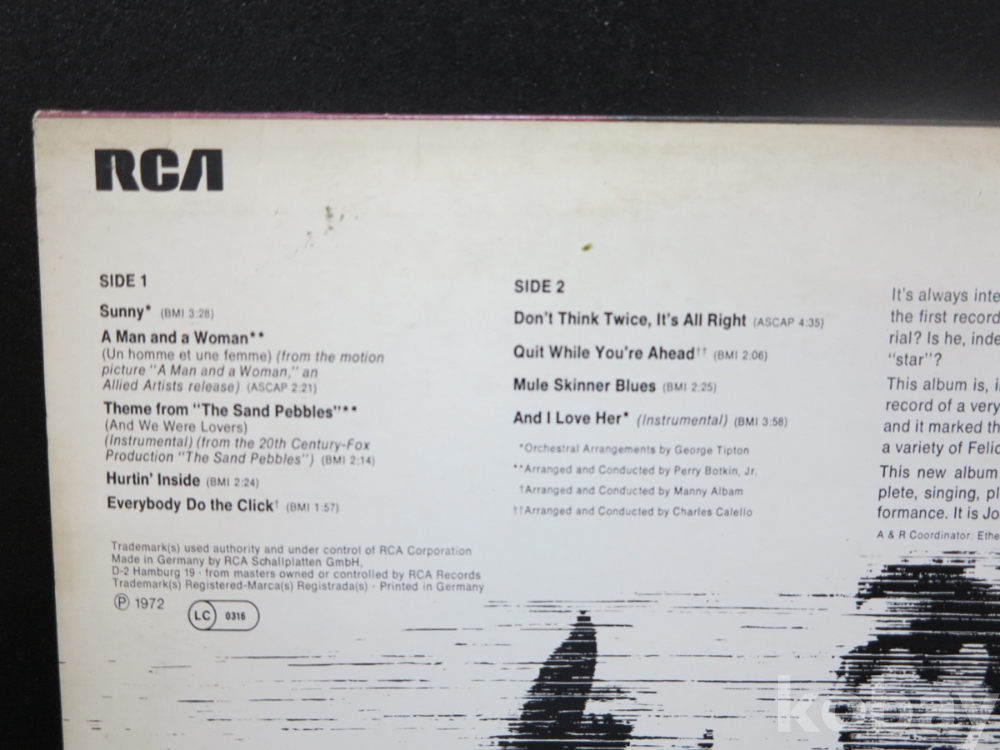 RCA
SIDE 1
Sunny* (BMI 3:28)
A Man and a Woman**
(Un homme et une femme) (from the motion
picture "A Man and a Woman," an
Allied Artists release) (ASCAP 2:21)
Theme from "The Sand Pebbles"**
(And We Were Lovers)
(Instrumental) (from the 20th Century-Fox
Production "The Sand Pebbles") (BMI 2:14)
Hurtin' Inside (BMI 2:24)
Everybody Do the Click† (BMI 1:57)
Trademark(s) used authority and under control of RCA Corporation
Made in Germany by RCA Schallplatten GmbH,
D-2 Hamburg 19 · from masters owned or controlled by RCA Records
Trademark(s) Registered-Marca(s) Registrada(s) · Printed in Germany
Ⓟ 1972
LC 0316
SIDE 2
Don't Think Twice, It's All Right (ASCAP 4:35)
Quit While You're Ahead†† (BMI 2:06)
Mule Skinner Blues (BMI 2:25)
And I Love Her* (Instrumental) (BMI 3:58)
*Orchestral Arrangements by George Tipton
**Arranged and Conducted by Perry Botkin, Jr.
†Arranged and Conducted by Manny Albam
††Arranged and Conducted by Charles Calello
It's always inte
the first record
rial? Is he, inde
"star"?
This album is, i
record of a very
and it marked th
a variety of Felic
This new album
plete, singing, pl
formance. It is Jo
A & R Coordinator: Ethe